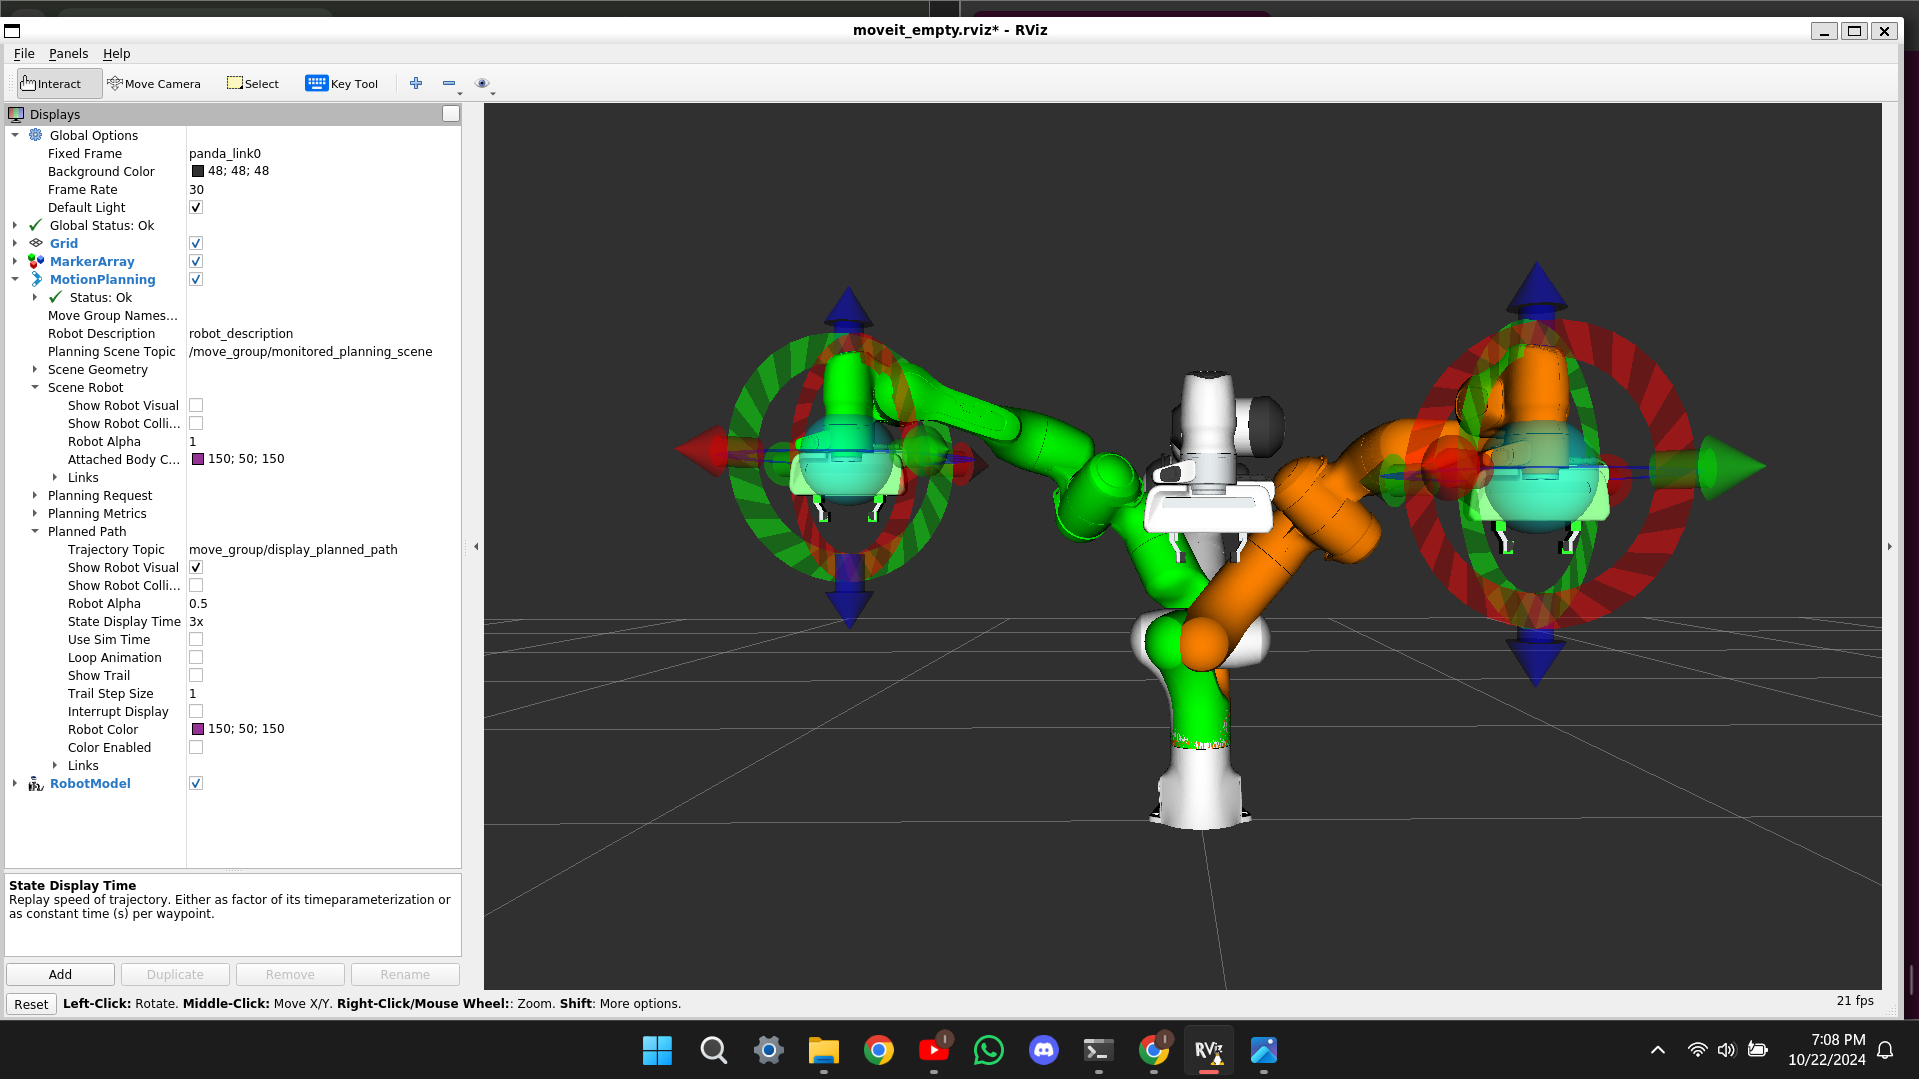 moveit_empty.rviz* - RViz
File Panels Help
Interact Move Camera Select Key Tool
Displays
Global Options
Fixed Frame panda_link0
Background Color 48; 48; 48
Frame Rate 30
Default Light
Global Status: Ok
Grid
MarkerArray
MotionPlanning
Status: Ok
Move Group Names...
Robot Description robot_description
Planning Scene Topic /move_group/monitored_planning_scene
Scene Geometry
Scene Robot
Show Robot Visual
Show Robot Colli...
Robot Alpha 1
Attached Body C... 150; 50; 150
Links
Planning Request
Planning Metrics
Planned Path
Trajectory Topic move_group/display_planned_path
Show Robot Visual
Show Robot Colli...
Robot Alpha 0.5
State Display Time 3x
Use Sim Time
Loop Animation
Show Trail
Trail Step Size 1
Interrupt Display
Robot Color 150; 50; 150
Color Enabled
Links
RobotModel
State Display Time
Replay speed of trajectory. Either as factor of its timeparameterization or
as constant time (s) per waypoint.
Add Duplicate Remove Rename
Reset Left-Click: Rotate. Middle-Click: Move X/Y. Right-Click/Mouse Wheel:: Zoom. Shift: More options.
21 fps
RViz
7:08 PM
10/22/2024